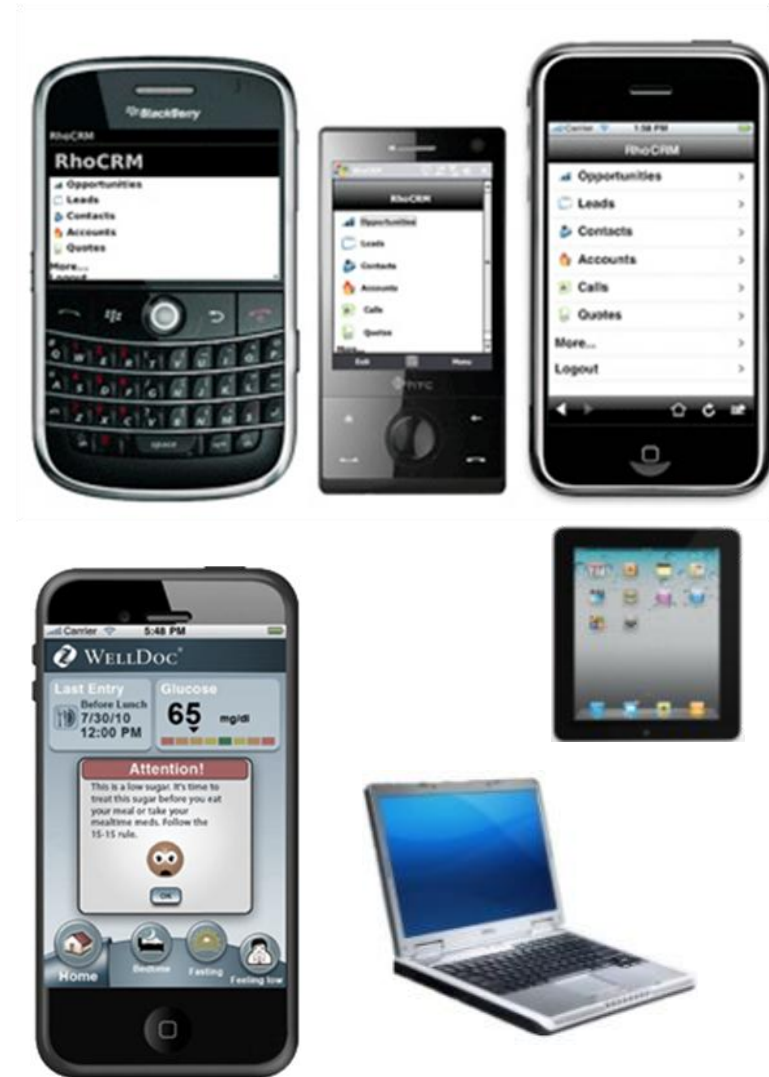 BlackBerry
RhoCRM
RhoCRM
Opportunities
Leads
Contacts
Accounts
Quotes
More...
Logout
space
RhoCRM
Opportunities
Leads
Contacts
Accounts
Calls
Quotes
More...
Exit Menu
hTC
Carrier 1:58 PM
RhoCRM
Opportunities
Leads
Contacts
Accounts
Calls
Quotes
More...
Logout
Carrier 5:48 PM
WELLDOC®
Last Entry
Before Lunch
7/30/10
12:00 PM
Glucose
65 mg/dl
Attention!
This is a low sugar. It's time to
treat this sugar before you eat
your meal or take your
mealtime meds. Follow the
15-15 rule.
OK
Home Bedtime Fasting Feeling low